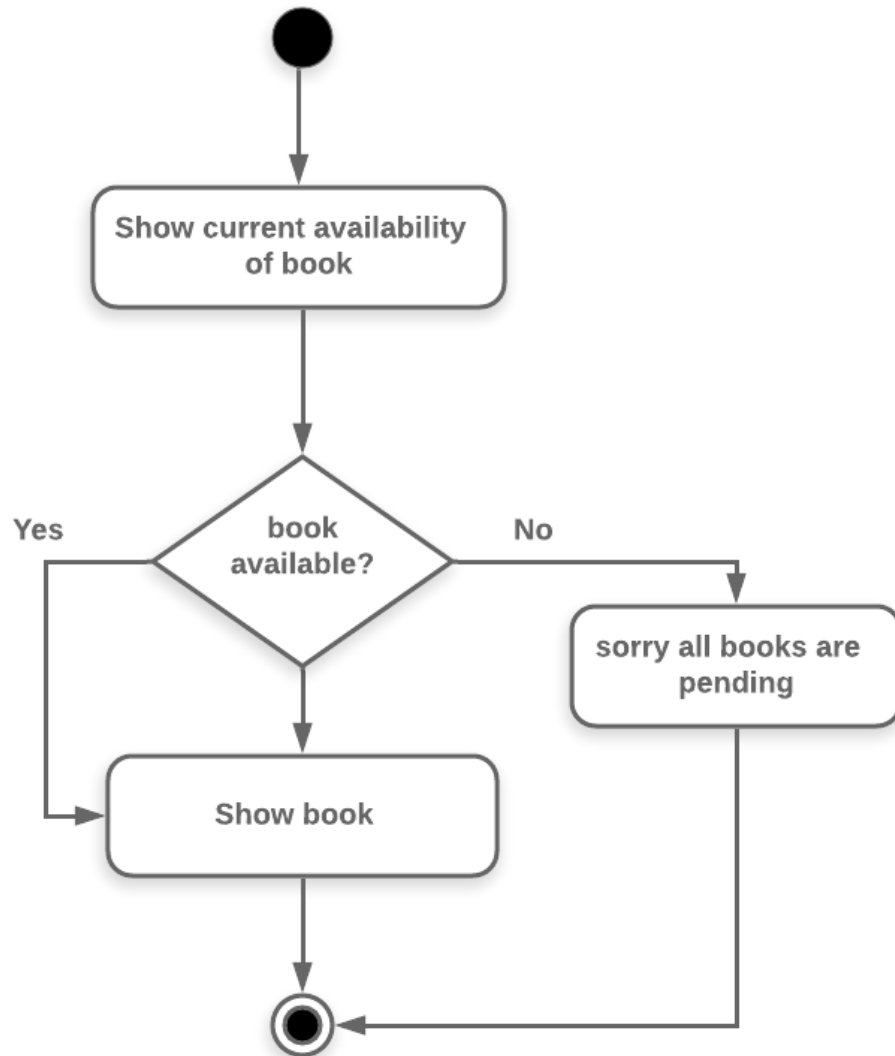 Show current availability
of book
book
available?
Yes
No
sorry all books are
pending
Show book